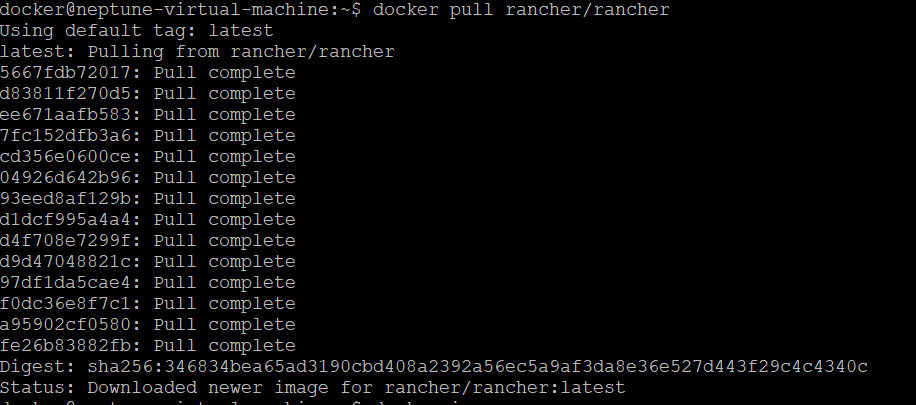 docker@neptune-virtual-machine:~$ docker pull rancher/rancher
Using default tag: latest
latest: Pulling from rancher/rancher
5667fdb72017: Pull complete
d83811f270d5: Pull complete
ee671aafb583: Pull complete
7fc152dfb3a6: Pull complete
cd356e0600ce: Pull complete
04926d642b96: Pull complete
93eed8af129b: Pull complete
d1dcf995a4a4: Pull complete
d4f708e7299f: Pull complete
d9d47048821c: Pull complete
97df1da5cae4: Pull complete
f0dc36e8f7c1: Pull complete
a95902cf0580: Pull complete
fe26b83882fb: Pull complete
Digest: sha256:346834bea65ad3190cbd408a2392a56ec5a9af3da8e36e527d443f29c4c4340c
Status: Downloaded newer image for rancher/rancher:latest